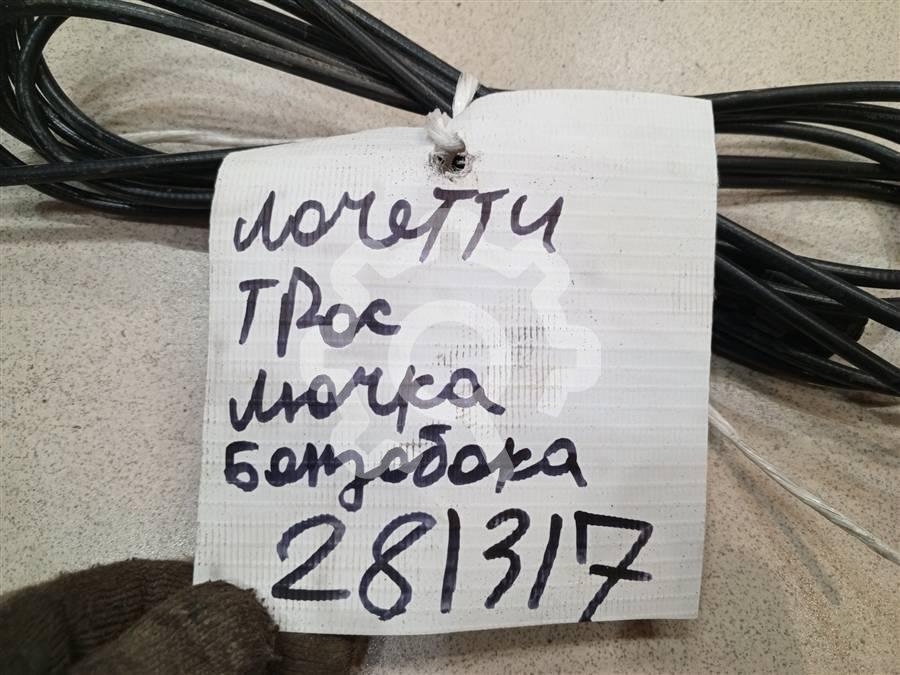 лочетти
трос
лючка
бензобака
281317